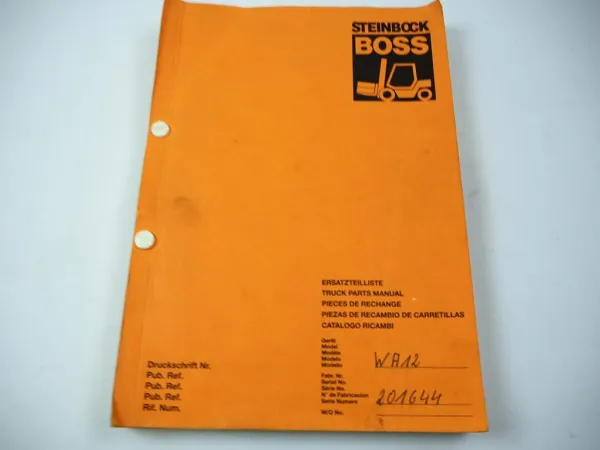 STEINBOCK
BOSS
ERSATZTEILLISTE
TRUCK PARTS MANUAL
PIECES DE RECHANGE
PIEZAS DE RECAMBIO DE CARRETILLAS
CATALOGO RICAMBI
Gerät
Model
Modèle
Modelo
Modello
WA12
Fabr. Nr.
Serial No.
Série No.
N° de Fabricacion
Serie Numero
201644
W/O No.
Druckschrift Nr.
Pub. Ref.
Pub. Ref.
Pub. Ref.
Rif. Num.